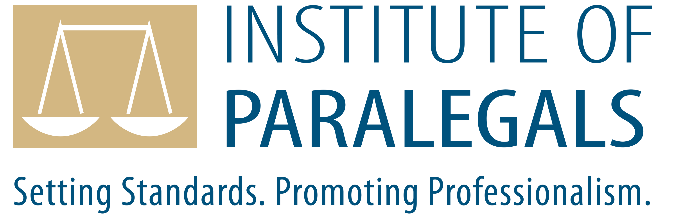 INSTITUTE OF
PARALEGALS
Setting Standards. Promoting Professionalism.